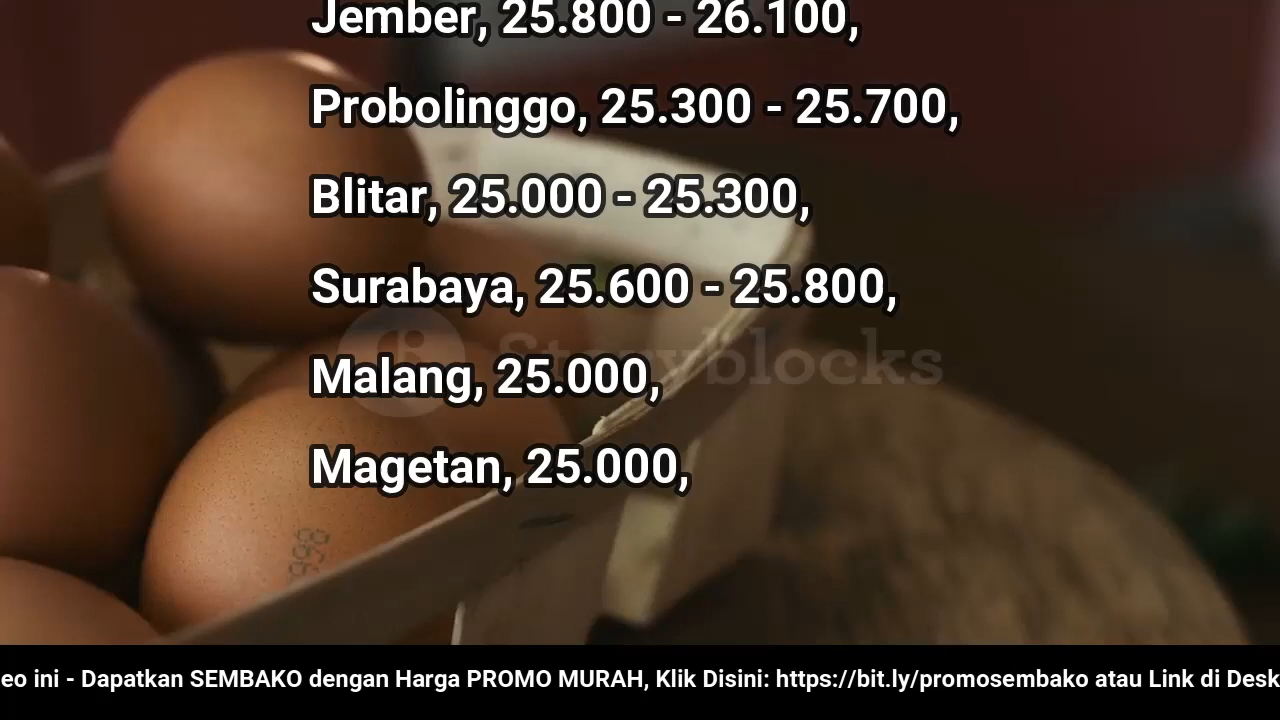 Jember, 25.800 - 26.100,
Probolinggo, 25.300 - 25.700,
Blitar, 25.000 - 25.300,
Surabaya, 25.600 - 25.800,
Malang, 25.000,
Storyblocks
Magetan, 25.000,
eo ini - Dapatkan SEMBAKO dengan Harga PROMO MURAH, Klik Disini: https://bit.ly/promosembako atau Link di Desk